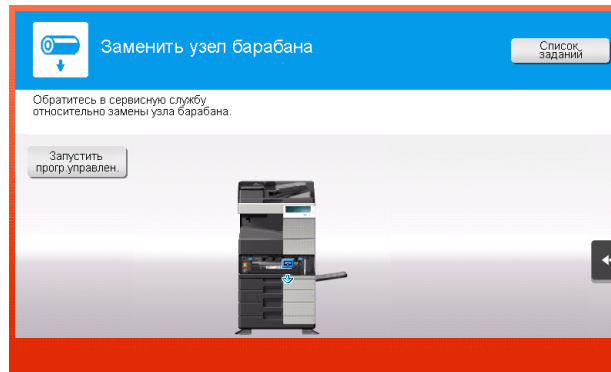 Заменить узел барабана
Список
заданий
Обратитесь в сервисную службу
относительно замены узла барабана.
Запустить
прогр.управлен.